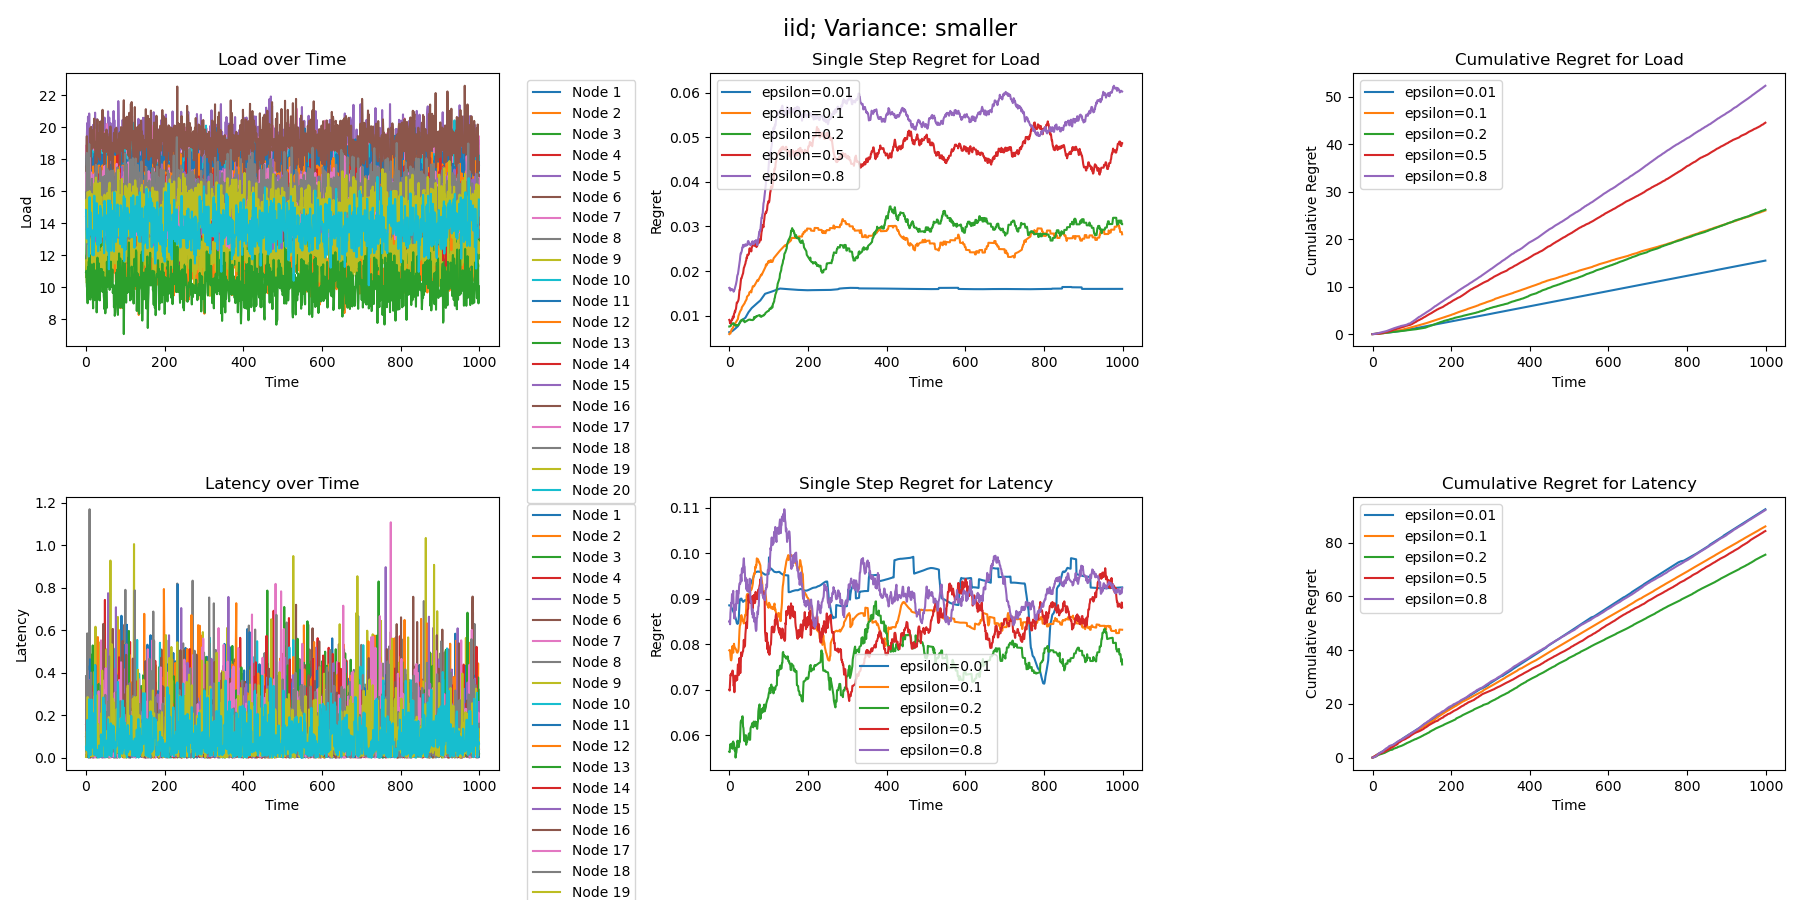 iid; Variance: smaller
Load over Time
Load
22
20
18
16
14
12
10
8
0
200
400
600
800
1000
Time
Node 1
Node 2
Node 3
Node 4
Node 5
Node 6
Node 7
Node 8
Node 9
Node 10
Node 11
Node 12
Node 13
Node 14
Node 15
Node 16
Node 17
Node 18
Node 19
Node 20
Single Step Regret for Load
Regret
0.06
0.05
0.04
0.03
0.02
0.01
epsilon=0.01
epsilon=0.1
epsilon=0.2
epsilon=0.5
epsilon=0.8
0
200
400
600
800
1000
Time
Cumulative Regret for Load
Cumulative Regret
50
40
30
20
10
0
epsilon=0.01
epsilon=0.1
epsilon=0.2
epsilon=0.5
epsilon=0.8
0
200
400
600
800
1000
Time
Latency over Time
Latency
1.2
1.0
0.8
0.6
0.4
0.2
0.0
0
200
400
600
800
1000
Time
Node 1
Node 2
Node 3
Node 4
Node 5
Node 6
Node 7
Node 8
Node 9
Node 10
Node 11
Node 12
Node 13
Node 14
Node 15
Node 16
Node 17
Node 18
Node 19
Single Step Regret for Latency
Regret
0.11
0.10
0.09
0.08
0.07
0.06
epsilon=0.01
epsilon=0.1
epsilon=0.2
epsilon=0.5
epsilon=0.8
0
200
400
600
800
1000
Time
Cumulative Regret for Latency
Cumulative Regret
80
60
40
20
0
epsilon=0.01
epsilon=0.1
epsilon=0.2
epsilon=0.5
epsilon=0.8
0
200
400
600
800
1000
Time